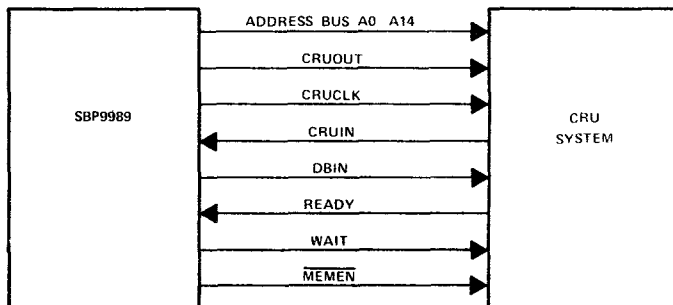 ADDRESS BUS A0 A14
CRUOUT
CRUCLK
SBP9989
CRU
SYSTEM
CRUIN
DBIN
READY
WAIT
MEMEN